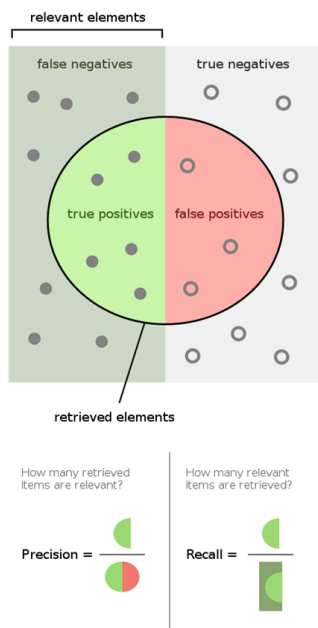 relevant elements
false negatives
true negatives
true positives
false positives
retrieved elements
How many retrieved
items are relevant?
How many relevant
items are retrieved?
Precision =
Recall =